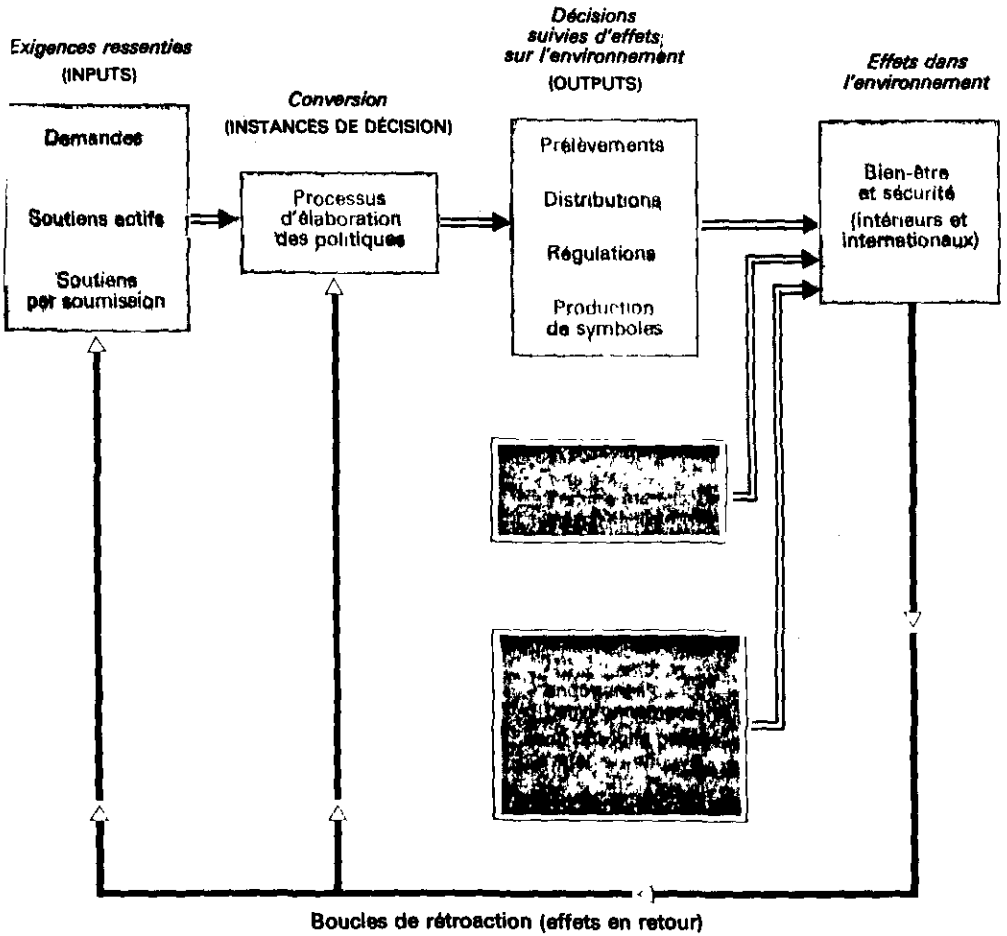 Exigences ressenties
(INPUTS)
Demandes
Soutiens actifs
Soutiens
par soumission
Conversion
(INSTANCES DE DÉCISION)
Processus
d'élaboration
des politiques
Décisions
suivies d'effets
sur l'environnement
(OUTPUTS)
Prélèvements
Distributions
Régulations
Production
de symboles
Effets dans
l'environnement
Bien-être
et sécurité
(intérieurs et
internationaux)
Boucles de rétroaction (effets en retour)